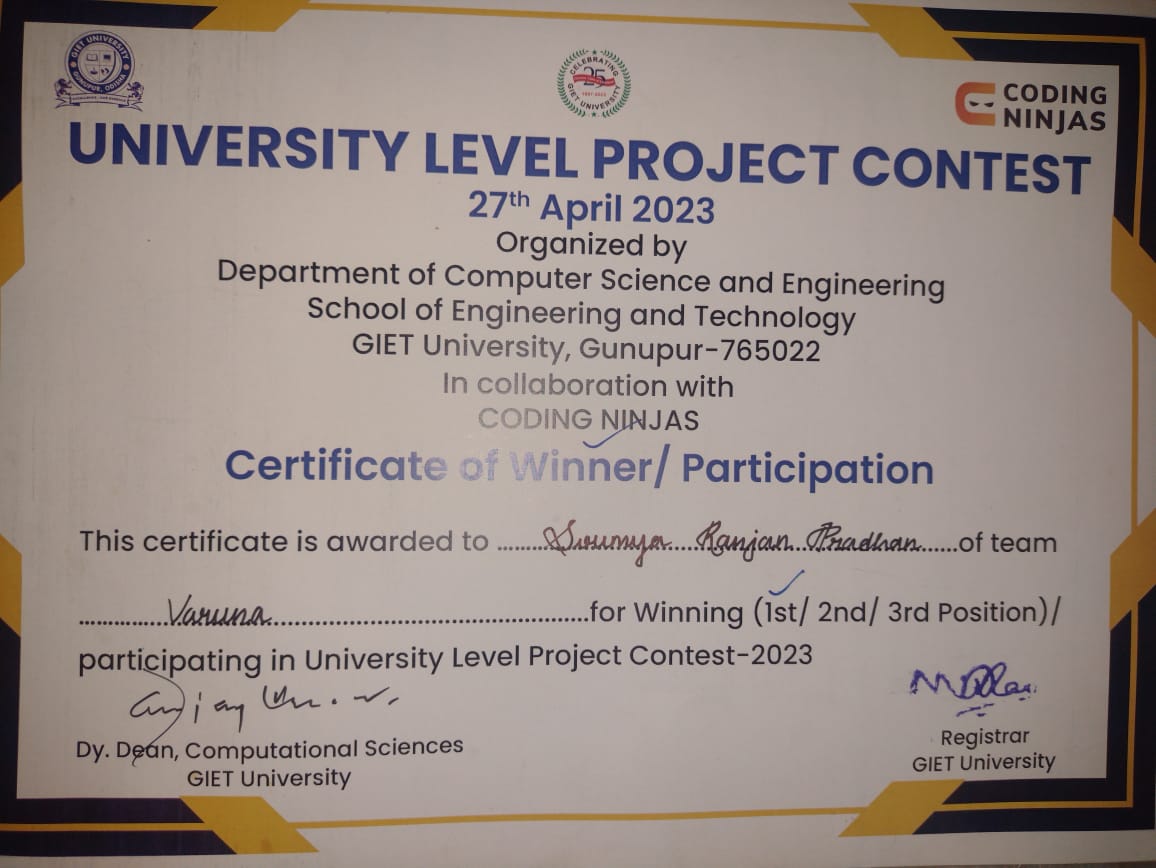 GIET UNIVERSITY
GUNUPUR, ODISHA
CELEBRATING
25
1997-2022
GIET UNIVERSITY
CODING
NINJAS
UNIVERSITY LEVEL PROJECT CONTEST
27th April 2023
Organized by
Department of Computer Science and Engineering
School of Engineering and Technology
GIET University, Gunupur-765022
In collaboration with
CODING NINJAS
Certificate of Winner/ Participation
This certificate is awarded to ........Soumya.....Ranjan..Pradhan......of team
...............Varuna......................................................for Winning (1st/ 2nd/ 3rd Position)/
participating in University Level Project Contest-2023
Dy. Dean, Computational Sciences
GIET University
Registrar
GIET University